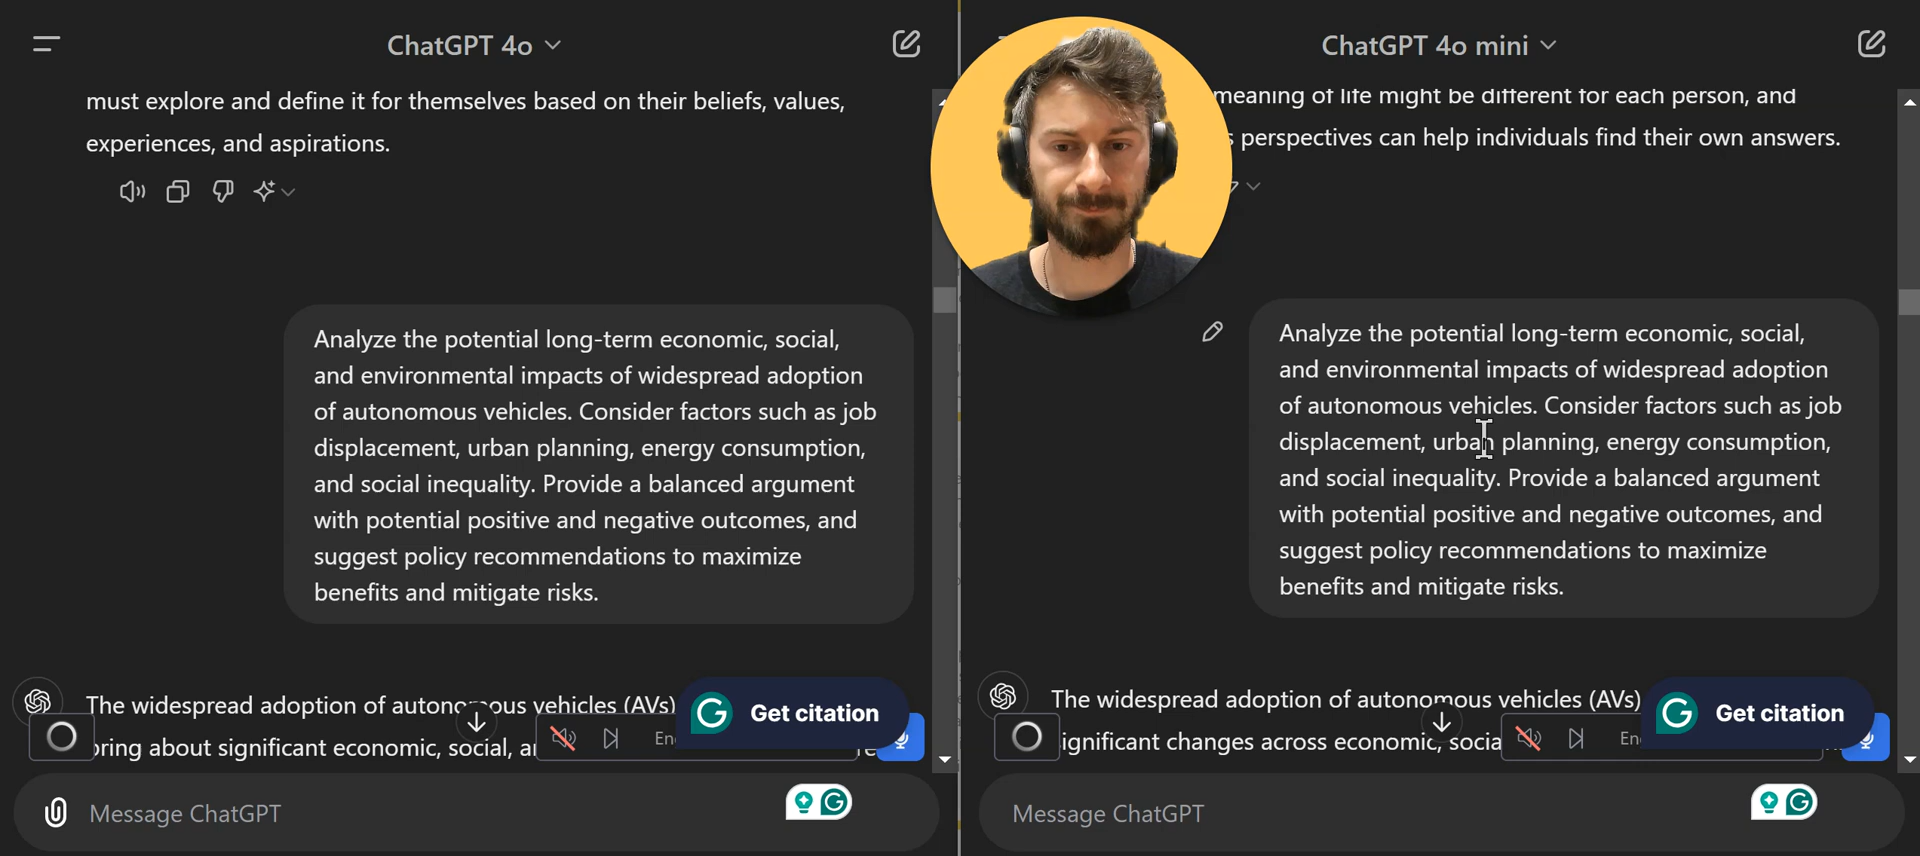 ChatGPT 4o
must explore and define it for themselves based on their beliefs, values,
experiences, and aspirations.
Analyze the potential long-term economic, social,
and environmental impacts of widespread adoption
of autonomous vehicles. Consider factors such as job
displacement, urban planning, energy consumption,
and social inequality. Provide a balanced argument
with potential positive and negative outcomes, and
suggest policy recommendations to maximize
benefits and mitigate risks.
The widespread adoption of autonomous vehicles (AVs)
bring about significant economic, social,
Get citation
Message ChatGPT
ChatGPT 4o mini
meaning of life might be different for each person, and
perspectives can help individuals find their own answers.
Analyze the potential long-term economic, social,
and environmental impacts of widespread adoption
of autonomous vehicles. Consider factors such as job
displacement, urban planning, energy consumption,
and social inequality. Provide a balanced argument
with potential positive and negative outcomes, and
suggest policy recommendations to maximize
benefits and mitigate risks.
The widespread adoption of autonomous vehicles (AVs)
significant changes across economic,
Get citation
Message ChatGPT